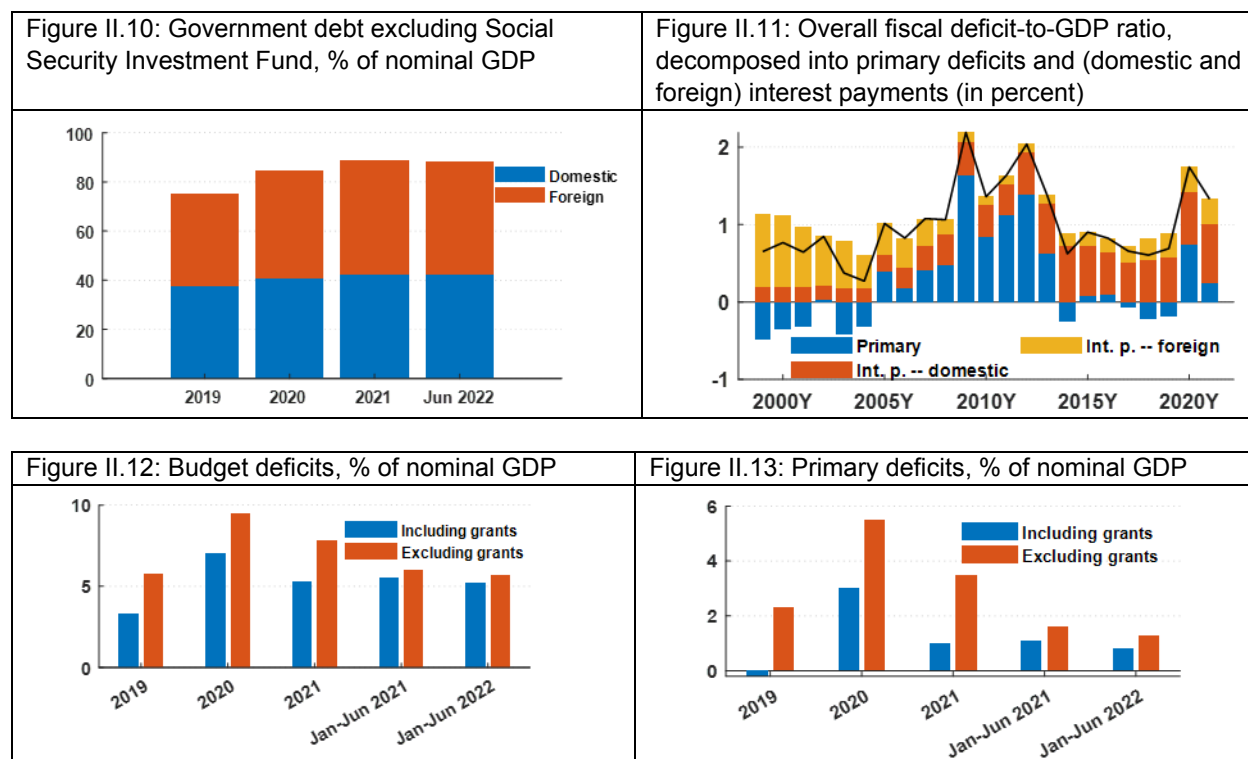 Figure II.10: Government debt excluding Social
Security Investment Fund, % of nominal GDP
100
80
60
40
20
0
Domestic
Foreign
2019 2020 2021 Jun 2022
Figure II.11: Overall fiscal deficit-to-GDP ratio,
decomposed into primary deficits and (domestic and
foreign) interest payments (in percent)
2
1
0
-1
Primary Int. p. -- foreign
Int. p. -- domestic
2000Y 2005Y 2010Y 2015Y 2020Y
Figure II.12: Budget deficits, % of nominal GDP
10
5
0
Including grants
Excluding grants
2019 2020 2021 Jan-Jun 2021 Jan-Jun 2022
Figure II.13: Primary deficits, % of nominal GDP
6
4
2
0
Including grants
Excluding grants
2019 2020 2021 Jan-Jun 2021 Jan-Jun 2022